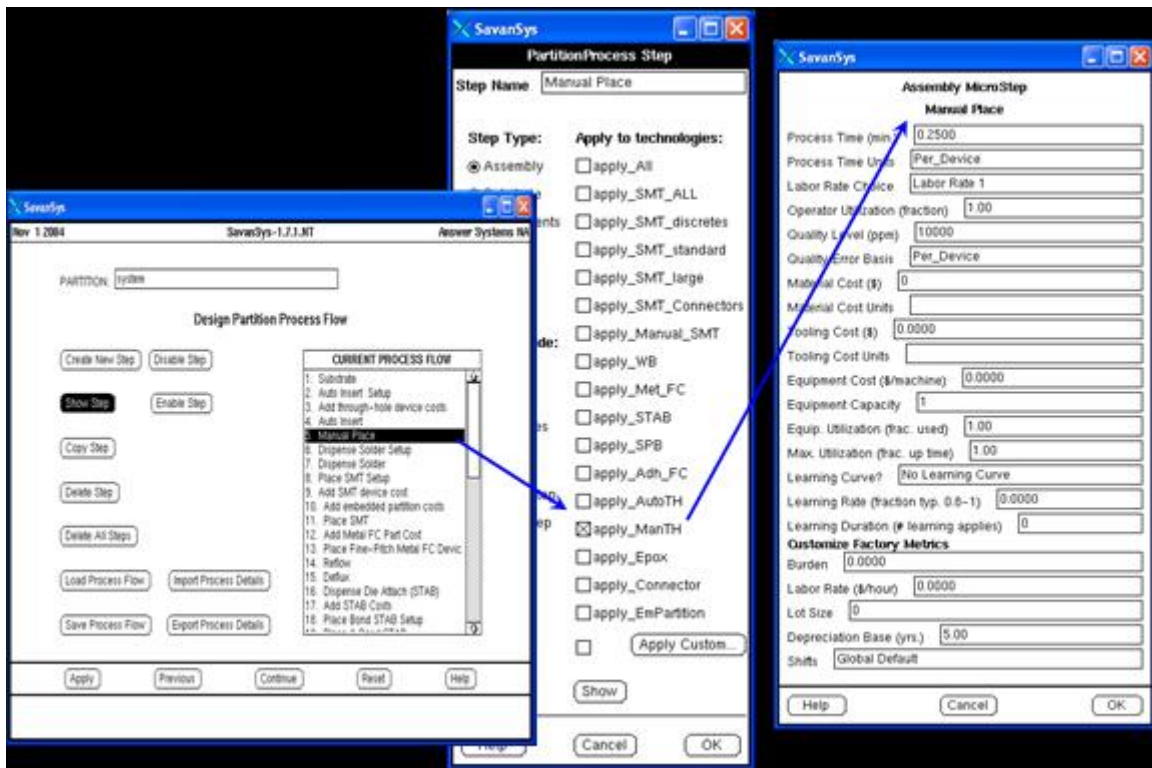 SavanSys
Nov 1 2004 SavanSys-1.7.1.NT Answer Systems NA
PARTITION: system
Design Partition Process Flow
Create New Step Disable Step
Show Step Enable Step
Copy Step
Delete Step
Delete All Steps
Load Process Flow Import Process Details
Save Process Flow Export Process Details
CURRENT PROCESS FLOW
1. Substrate
2. Auto Insert Setup
3. Add through-hole device costs
4. Auto Insert
5. Manual Place
6. Dispense Solder Setup
7. Dispense Solder
8. Place SMT Setup
9. Add SMT device cost
10. Add embedded partition costs
11. Place SMT
12. Add Metal FC Part Cost
13. Place Fine-Pitch Metal FC Devic
14. Reflow
15. Deflux
16. Dispense Die Attach (STAB)
17. Add STAB Costs
18. Place Bond STAB Setup
Apply Previous Continue Reset Help
SavanSys
PartitionProcess Step
Step Name Manual Place
Step Type:
Assembly
ents
de:
es
ep
Apply to technologies:
apply_All
apply_SMT_ALL
apply_SMT_discretes
apply_SMT_standard
apply_SMT_large
apply_SMT_Connectors
apply_Manual_SMT
apply_WB
apply_Met_FC
apply_STAB
apply_SPB
apply_Adh_FC
apply_AutoTH
apply_ManTH
apply_Epox
apply_Connector
apply_EmPartition
Apply Custom...
Show
Help Cancel OK
SavanSys
Assembly MicroStep
Manual Place
Process Time (min.) 0.2500
Process Time Units Per_Device
Labor Rate Choice Labor Rate 1
Operator Utilization (fraction) 1.00
Quality Level (ppm) 10000
Quality Error Basis Per_Device
Material Cost ($) 0
Material Cost Units
Tooling Cost ($) 0.0000
Tooling Cost Units
Equipment Cost ($/machine) 0.0000
Equipment Capacity 1
Equip. Utilization (frac. used) 1.00
Max. Utilization (frac. up time) 1.00
Learning Curve? No Learning Curve
Learning Rate (fraction typ. 0.6-1) 0.0000
Learning Duration (# learning applies) 0
Customize Factory Metrics
Burden 0.0000
Labor Rate ($/hour) 0.0000
Lot Size 0
Depreciation Base (yrs.) 5.00
Shifts Global Default
Help Cancel OK